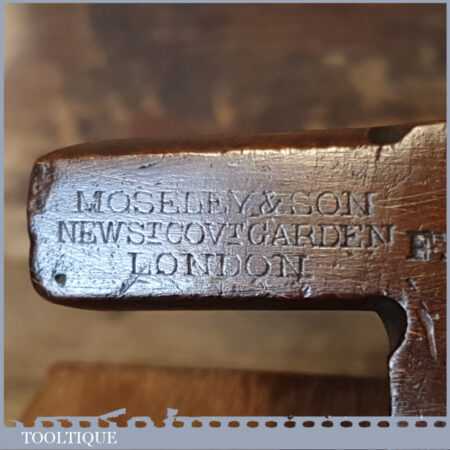 MOSELEY & SON
NEW ST COVT GARDEN
LONDON
TOOLTIQUE